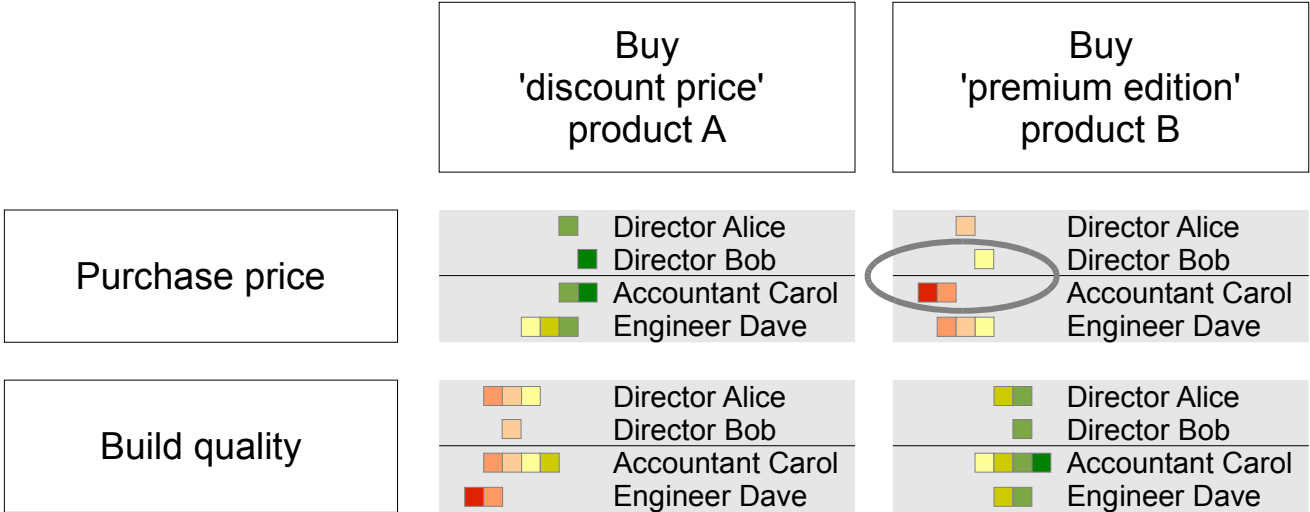 Buy
'discount price'
product A
Buy
'premium edition'
product B
Purchase price
Director Alice
Director Bob
Accountant Carol
Engineer Dave
Director Alice
Director Bob
Accountant Carol
Engineer Dave
Build quality
Director Alice
Director Bob
Accountant Carol
Engineer Dave
Director Alice
Director Bob
Accountant Carol
Engineer Dave